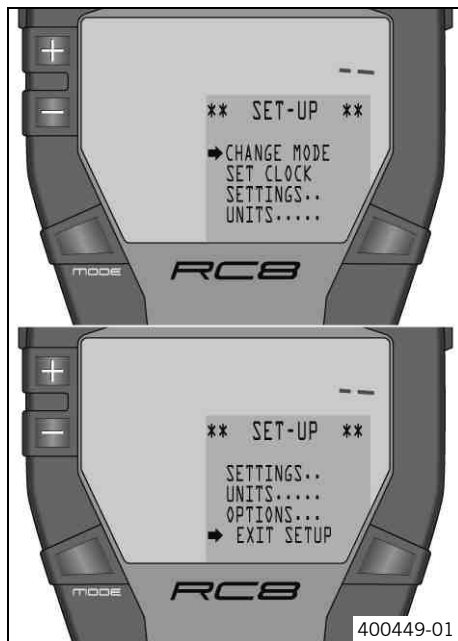 +
--
−
** SET-UP **
➡CHANGE MODE
SET CLOCK
SETTINGS..
UNITS.....
MODE
RC8
+
--
−
** SET-UP **
SETTINGS..
UNITS.....
OPTIONS...
➡ EXIT SETUP
MODE
RC8
400449-01